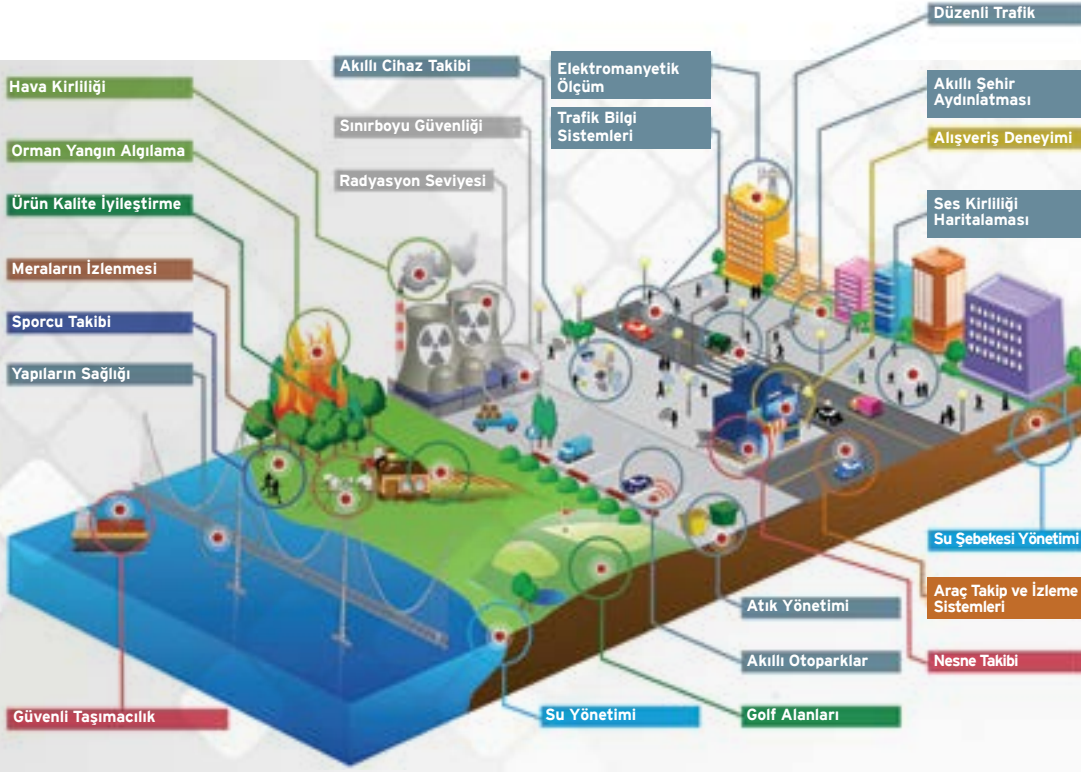 Düzenli Trafik
Akıllı Cihaz Takibi
Elektromanyetik
Ölçüm
Hava Kirliliği
Akıllı Şehir
Aydınlatması
Sınırboyu Güvenliği
Trafik Bilgi
Sistemleri
Alışveriş Deneyimi
Orman Yangın Algılama
Radyasyon Seviyesi
Ürün Kalite İyileştirme
Ses Kirliliği
Haritalaması
Meraların İzlenmesi
Sporcu Takibi
Yapıların Sağlığı
Su Şebekesi Yönetimi
Araç Takip ve İzleme
Sistemleri
Atık Yönetimi
Akıllı Otoparklar
Nesne Takibi
Güvenli Taşımacılık
Su Yönetimi
Golf Alanları